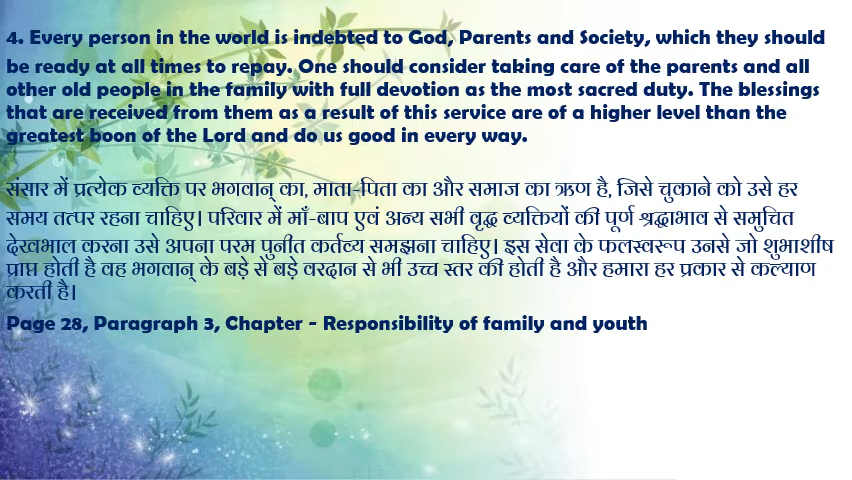 4. Every person in the world is indebted to God, Parents and Society, which they should
be ready at all times to repay. One should consider taking care of the parents and all
other old people in the family with full devotion as the most sacred duty. The blessings
that are received from them as a result of this service are of a higher level than the
greatest boon of the Lord and do us good in every way.
संसार में प्रत्येक व्यक्ति पर भगवान् का, माता-पिता का और समाज का ऋण है, जिसे चुकाने को उसे हर
समय तत्पर रहना चाहिए। परिवार में माँ-बाप एवं अन्य सभी वृद्ध व्यक्तियों की पूर्ण श्रद्धाभाव से समुचित
देखभाल करना उसे अपना परम पुनीत कर्तव्य समझना चाहिए। इस सेवा के फलस्वरूप उनसे जो शुभाशीष
प्राप्त होती है वह भगवान् के बड़े से बड़े वरदान से भी उच्च स्तर की होती है और हमारा हर प्रकार से कल्याण
करती है।
Page 28, Paragraph 3, Chapter - Responsibility of family and youth